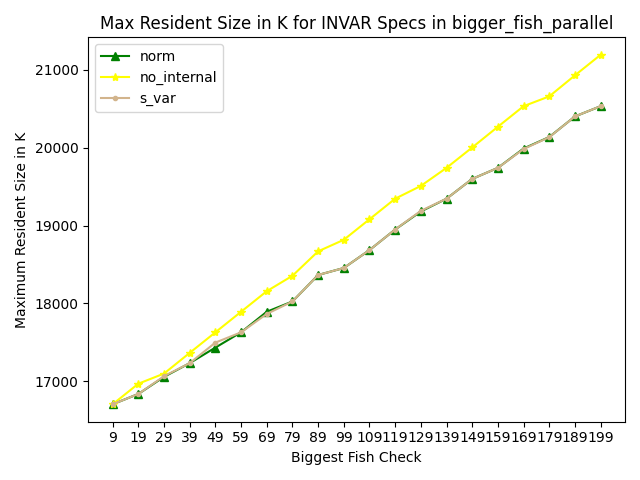 Max Resident Size in K for INVAR Specs in bigger_fish_parallel
norm
no_internal
s_var
21000
20000
19000
18000
17000
Maximum Resident Size in K
9 19 29 39 49 59 69 79 89 99 109 119 129 139 149 159 169 179 189 199
Biggest Fish Check